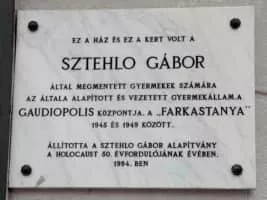 EZ A HÁZ ÉS EZ A KERT VOLT A
SZTEHLO GÁBOR
ÁLTAL MEGMENTETT GYERMEKEK SZÁMÁRA
AZ ÁLTALA ALAPÍTOTT ÉS VEZETETT GYERMEKÁLLAM,A
GAUDIOPOLIS KÖZPONTJA, A „FARKASTANYA”
1945 ÉS 1949 KÖZÖTT.
ÁLLÍTOTTA A SZTEHLO GÁBOR ALAPÍTVÁNY
A HOLOCAUST 50. ÉVFORDULÓJÁNAK ÉVÉBEN,
1994. BEN